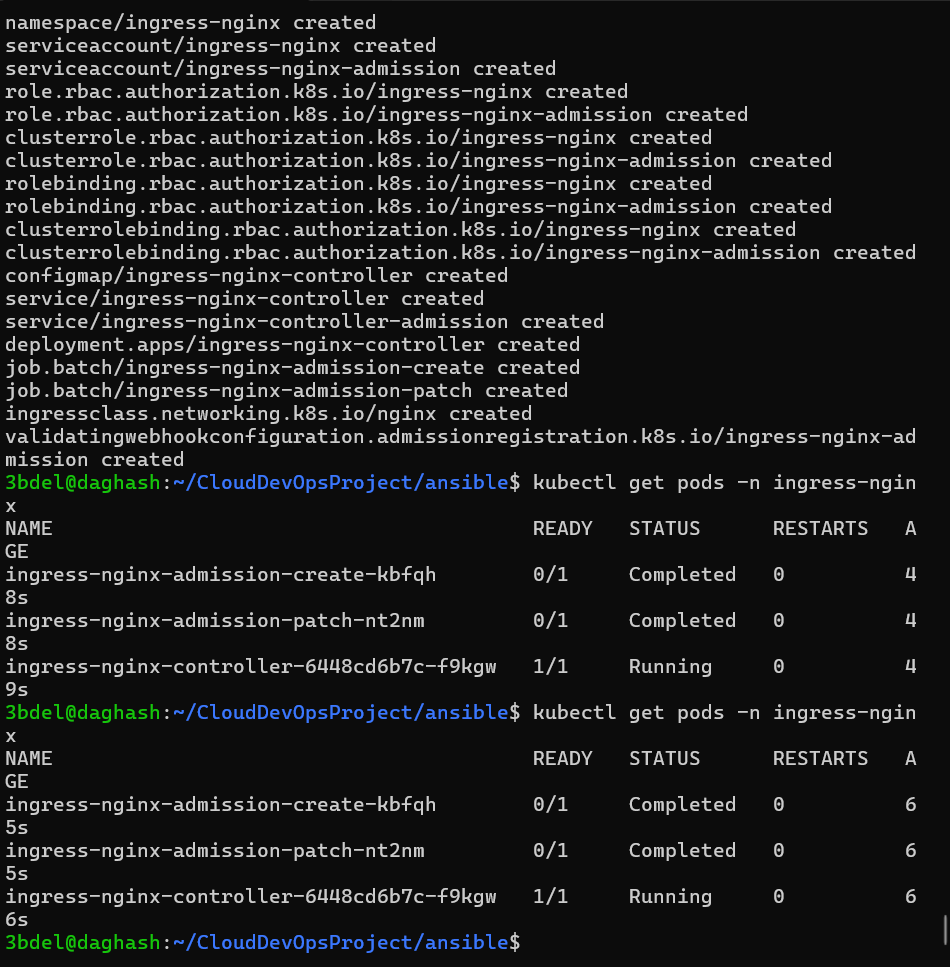 namespace/ingress-nginx created
serviceaccount/ingress-nginx created
serviceaccount/ingress-nginx-admission created
role.rbac.authorization.k8s.io/ingress-nginx created
role.rbac.authorization.k8s.io/ingress-nginx-admission created
clusterrole.rbac.authorization.k8s.io/ingress-nginx created
clusterrole.rbac.authorization.k8s.io/ingress-nginx-admission created
rolebinding.rbac.authorization.k8s.io/ingress-nginx created
rolebinding.rbac.authorization.k8s.io/ingress-nginx-admission created
clusterrolebinding.rbac.authorization.k8s.io/ingress-nginx created
clusterrolebinding.rbac.authorization.k8s.io/ingress-nginx-admission created
configmap/ingress-nginx-controller created
service/ingress-nginx-controller created
service/ingress-nginx-controller-admission created
deployment.apps/ingress-nginx-controller created
job.batch/ingress-nginx-admission-create created
job.batch/ingress-nginx-admission-patch created
ingressclass.networking.k8s.io/nginx created
validatingwebhookconfiguration.admissionregistration.k8s.io/ingress-nginx-ad
mission created
3bdel@daghash:~/CloudDevOpsProject/ansible$ kubectl get pods -n ingress-ngin
x
NAME                                        READY   STATUS      RESTARTS   A
GE
ingress-nginx-admission-create-kbfqh        0/1     Completed   0          4
8s
ingress-nginx-admission-patch-nt2nm         0/1     Completed   0          4
8s
ingress-nginx-controller-6448cd6b7c-f9kgw   1/1     Running     0          4
9s
3bdel@daghash:~/CloudDevOpsProject/ansible$ kubectl get pods -n ingress-ngin
x
NAME                                        READY   STATUS      RESTARTS   A
GE
ingress-nginx-admission-create-kbfqh        0/1     Completed   0          6
5s
ingress-nginx-admission-patch-nt2nm         0/1     Completed   0          6
5s
ingress-nginx-controller-6448cd6b7c-f9kgw   1/1     Running     0          6
6s
3bdel@daghash:~/CloudDevOpsProject/ansible$